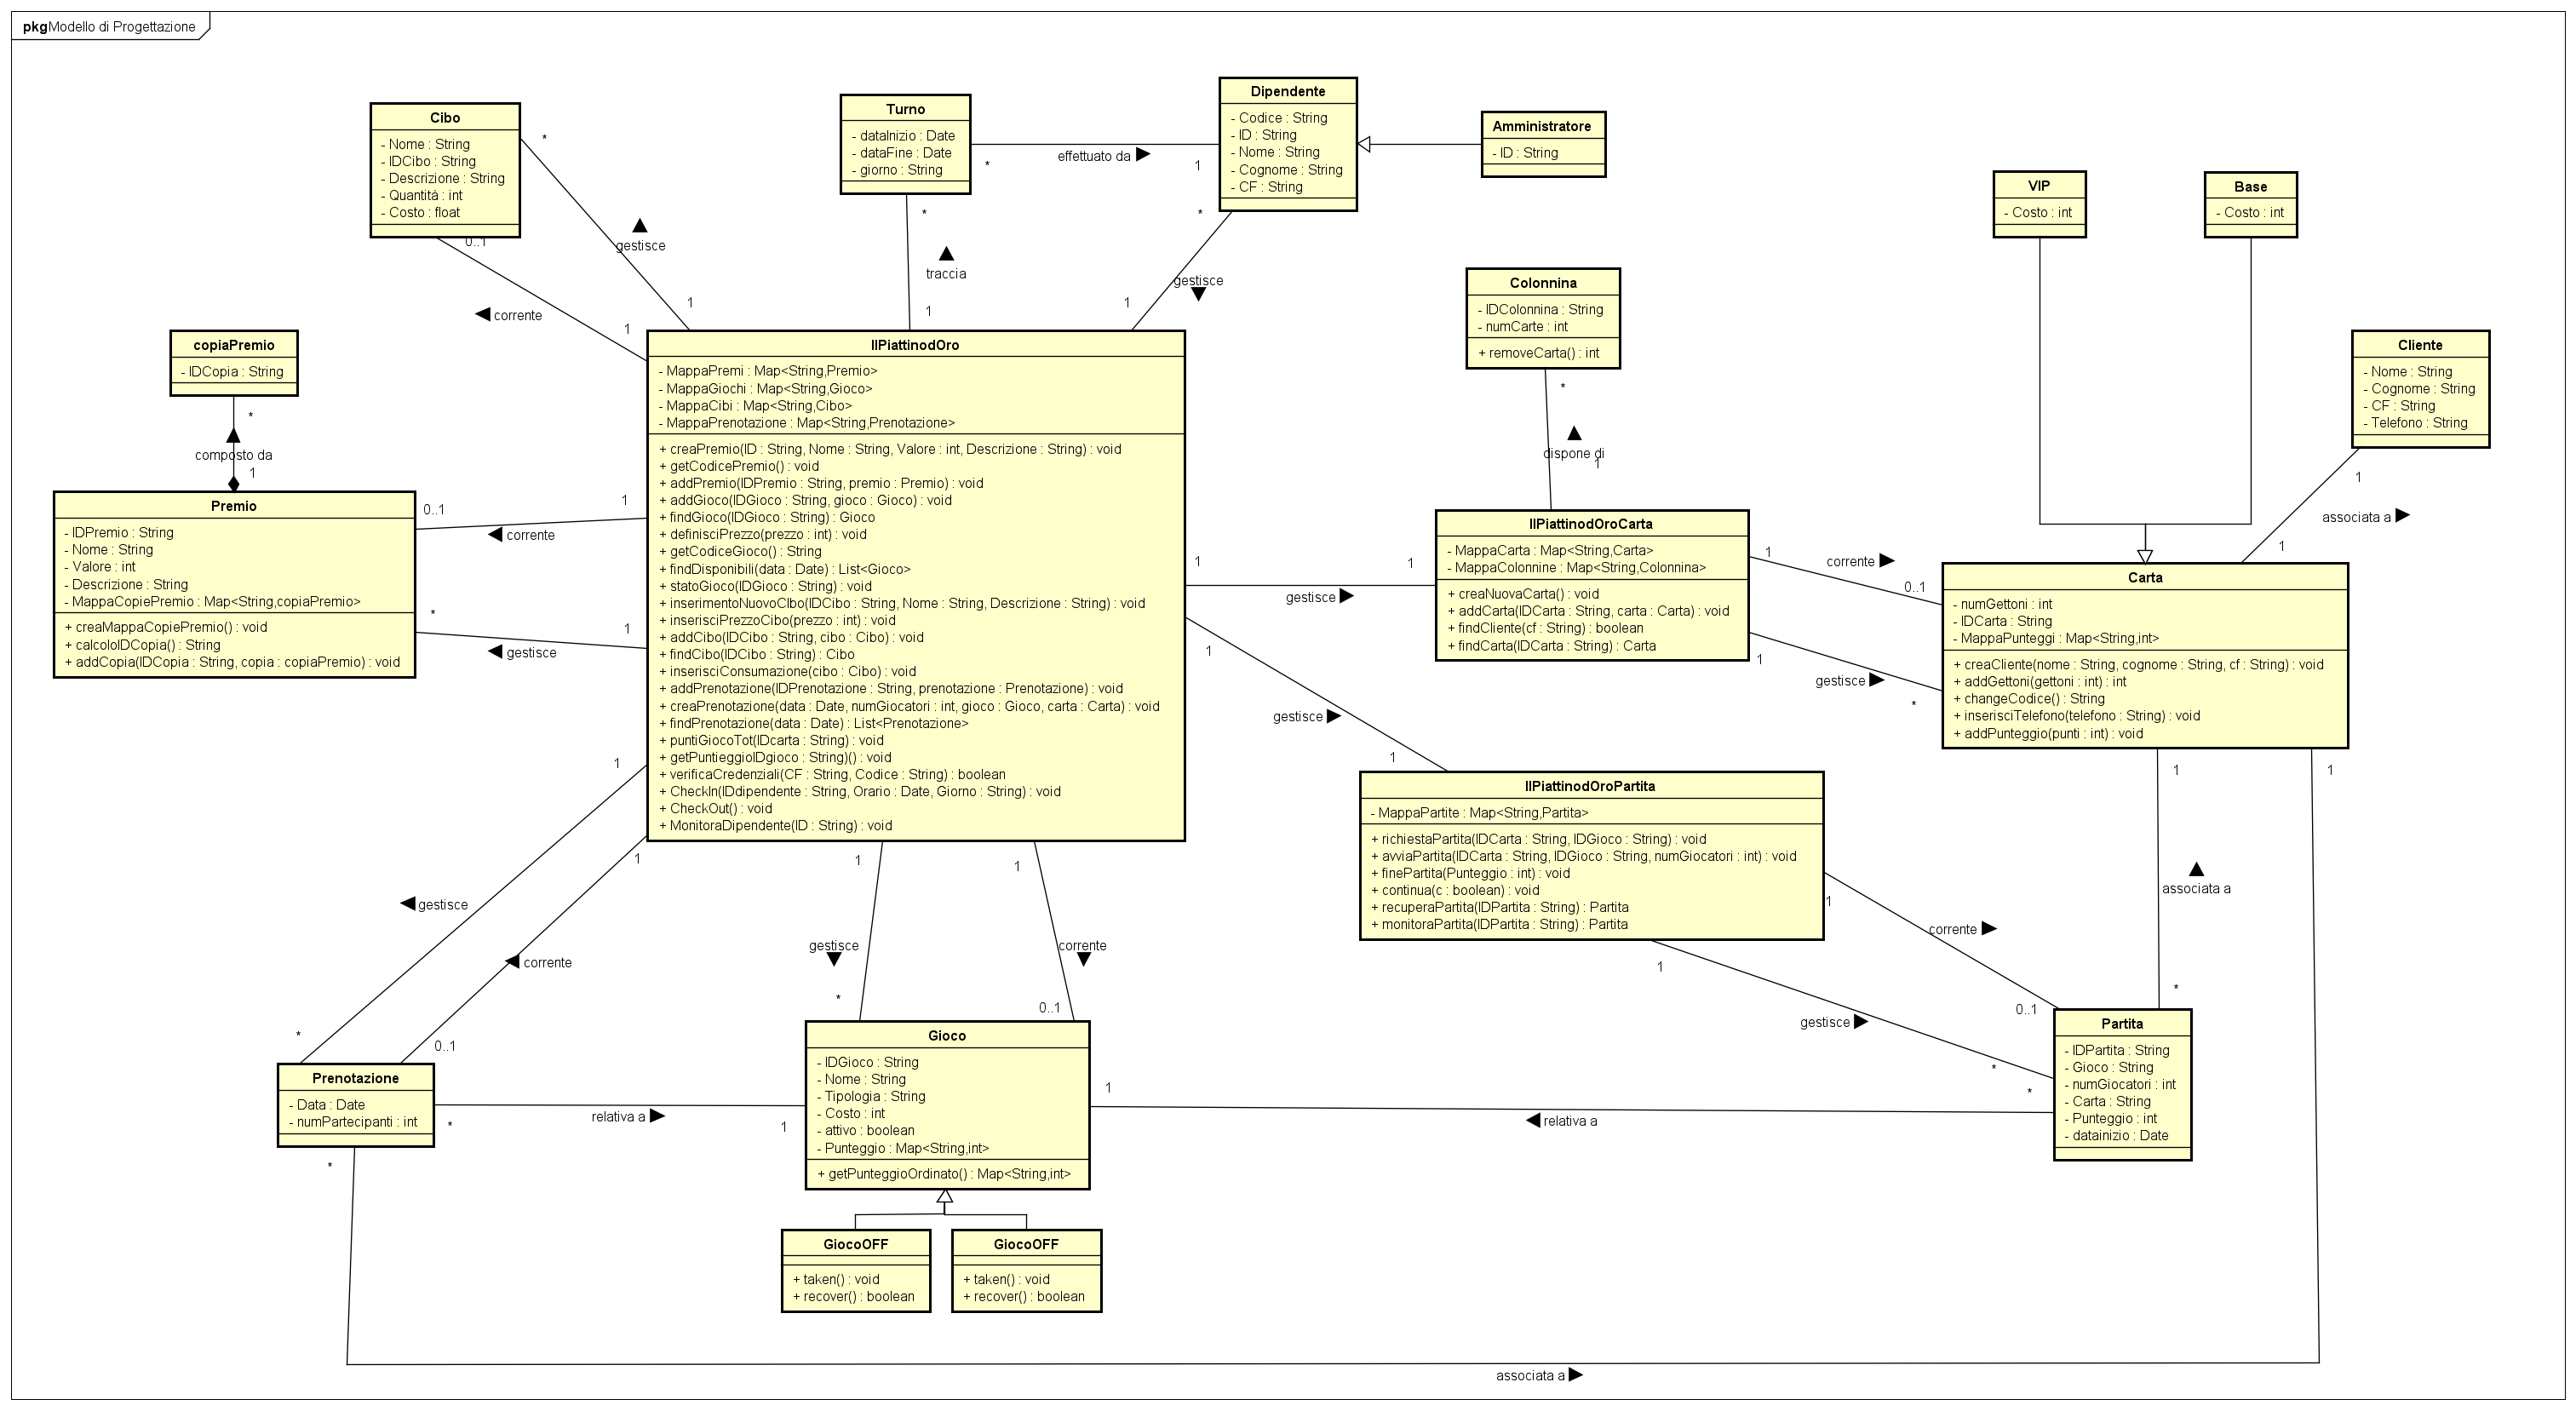 pkg Modello di Progettazione
Cibo
- Nome : String
- IDCibo : String
- Descrizione : String
- Quantità : int
- Costo : float
Turno
- dataInizio : Date
- dataFine : Date
- giorno : String
Dipendente
- Codice : String
- ID : String
- Nome : String
- Cognome : String
- CF : String
Amministratore
- ID : String
VIP
- Costo : int
Base
- Costo : int
*
gestisce
1
0..1
corrente
1
*
effettuato da
1
*
traccia
1
*
gestisce
1
Colonnina
- IDColonnina : String
- numCarte : int
+ removeCarta() : int
*
dispone di
1
Cliente
- Nome : String
- Cognome : String
- CF : String
- Telefono : String
1
associata a
1
copiaPremio
- IDCopia : String
*
composto da
1
Premio
- IDPremio : String
- Nome : String
- Valore : int
- Descrizione : String
- MappaCopiePremio : Map<String,copiaPremio>
+ creaMappaCopiePremio() : void
+ calcoloIDCopia() : String
+ addCopia(IDCopia : String, copia : copiaPremio) : void
0..1
corrente
1
*
gestisce
1
IlPiattinodOro
- MappaPremi : Map<String,Premio>
- MappaGiochi : Map<String,Gioco>
- MappaCibi : Map<String,Cibo>
- MappaPrenotazione : Map<String,Prenotazione>
+ creaPremio(ID : String, Nome : String, Valore : int, Descrizione : String) : void
+ getCodicePremio() : void
+ addPremio(IDPremio : String, premio : Premio) : void
+ addGioco(IDGioco : String, gioco : Gioco) : void
+ findGioco(IDGioco : String) : Gioco
+ definisciPrezzo(prezzo : int) : void
+ getCodiceGioco() : String
+ findDisponibili(data : Date) : List<Gioco>
+ statoGioco(IDGioco : String) : void
+ inserimentoNuovoCIbo(IDCibo : String, Nome : String, Descrizione : String) : void
+ inserisciPrezzoCibo(prezzo : int) : void
+ addCibo(IDCibo : String, cibo : Cibo) : void
+ findCibo(IDCibo : String) : Cibo
+ inserisciConsumazione(cibo : Cibo) : void
+ addPrenotazione(IDPrenotazione : String, prenotazione : Prenotazione) : void
+ creaPrenotazione(data : Date, numGiocatori : int, gioco : Gioco, carta : Carta) : void
+ findPrenotazione(data : Date) : List<Prenotazione>
+ puntiGiocoTot(IDcarta : String) : void
+ getPuntieggioIDgioco : String)() : void
+ verificaCredenziali(CF : String, Codice : String) : boolean
+ CheckIn(IDdipendente : String, Orario : Date, Giorno : String) : void
+ CheckOut() : void
+ MonitoraDipendente(ID : String) : void
1
gestisce
1
1
gestisce
1
IlPiattinodOroCarta
- MappaCarta : Map<String,Carta>
- MappaColonnine : Map<String,Colonnina>
+ creaNuovaCarta() : void
+ addCarta(IDCarta : String, carta : Carta) : void
+ findCliente(cf : String) : boolean
+ findCarta(IDCarta : String) : Carta
1
corrente
0..1
1
gestisce
*
Carta
- numGettoni : int
- IDCarta : String
- MappaPunteggi : Map<String,int>
+ creaCliente(nome : String, cognome : String, cf : String) : void
+ addGettoni(gettoni : int) : int
+ changeCodice() : String
+ inserisciTelefono(telefono : String) : void
+ addPunteggio(punti : int) : void
1
associata a
*
1
IlPiattinodOroPartita
- MappaPartite : Map<String,Partita>
+ richiestaPartita(IDCarta : String, IDGioco : String) : void
+ avviaPartita(IDCarta : String, IDGioco : String, numGiocatori : int) : void
+ finePartita(Punteggio : int) : void
+ continua(c : boolean) : void
+ recuperaPartita(IDPartita : String) : Partita
+ monitoraPartita(IDPartita : String) : Partita
1
corrente
0..1
1
gestisce
*
1
gestisce
*
1
corrente
0..1
1
gestisce
*
1
corrente
0..1
Prenotazione
- Data : Date
- numPartecipanti : int
*
relativa a
1
*
Gioco
- IDGioco : String
- Nome : String
- Tipologia : String
- Costo : int
- attivo : boolean
- Punteggio : Map<String,int>
+ getPunteggioOrdinato() : Map<String,int>
1
relativa a
*
Partita
- IDPartita : String
- Gioco : String
- numGiocatori : int
- Carta : String
- Punteggio : int
- datainizio : Date
GiocoOFF
+ taken() : void
+ recover() : boolean
GiocoOFF
+ taken() : void
+ recover() : boolean
associata a